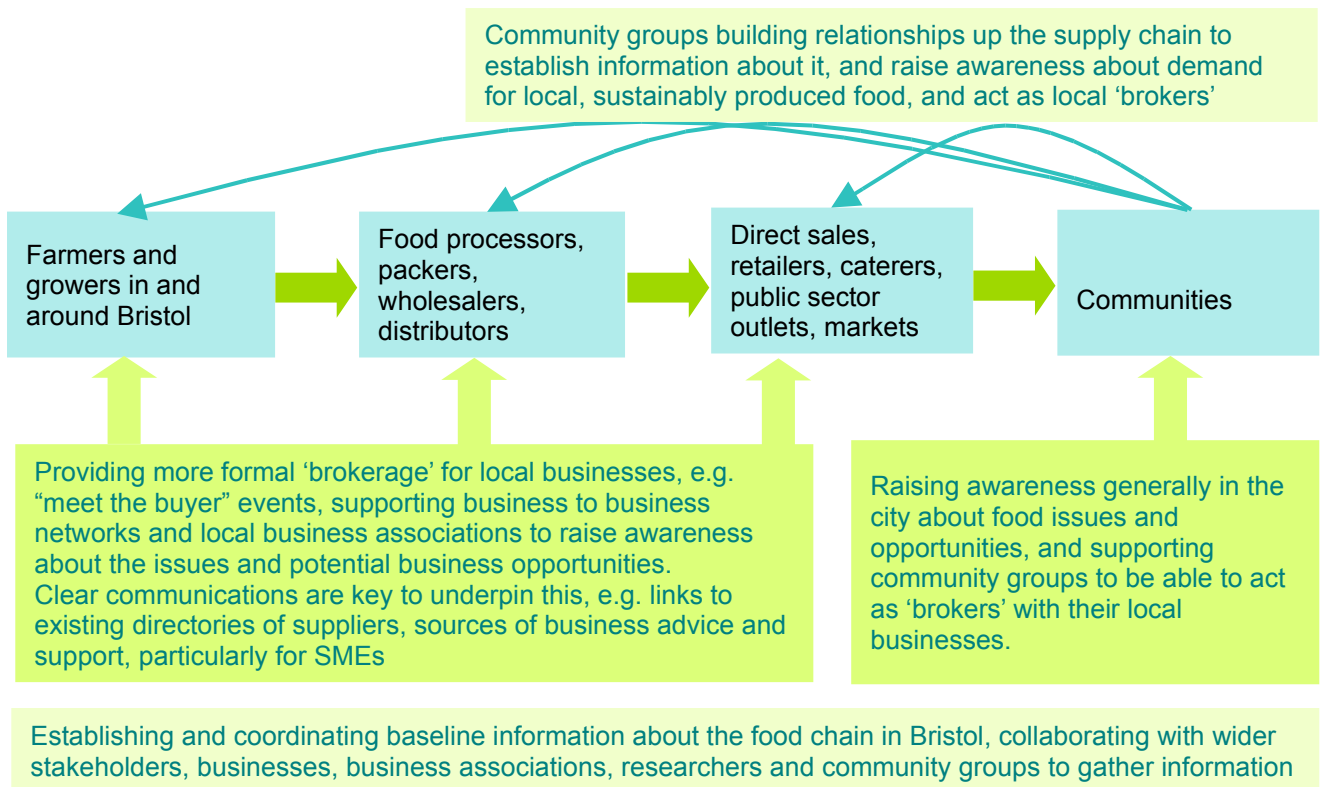 Community groups building relationships up the supply chain to
establish information about it, and raise awareness about demand
for local, sustainably produced food, and act as local ‘brokers’
Farmers and
growers in and
around Bristol
Food processors,
packers,
wholesalers,
distributors
Direct sales,
retailers, caterers,
public sector
outlets, markets
Communities
Providing more formal ‘brokerage’ for local businesses, e.g.
“meet the buyer” events, supporting business to business
networks and local business associations to raise awareness
about the issues and potential business opportunities.
Clear communications are key to underpin this, e.g. links to
existing directories of suppliers, sources of business advice and
support, particularly for SMEs
Raising awareness generally in the
city about food issues and
opportunities, and supporting
community groups to be able to act
as ‘brokers’ with their local
businesses.
Establishing and coordinating baseline information about the food chain in Bristol, collaborating with wider
stakeholders, businesses, business associations, researchers and community groups to gather information